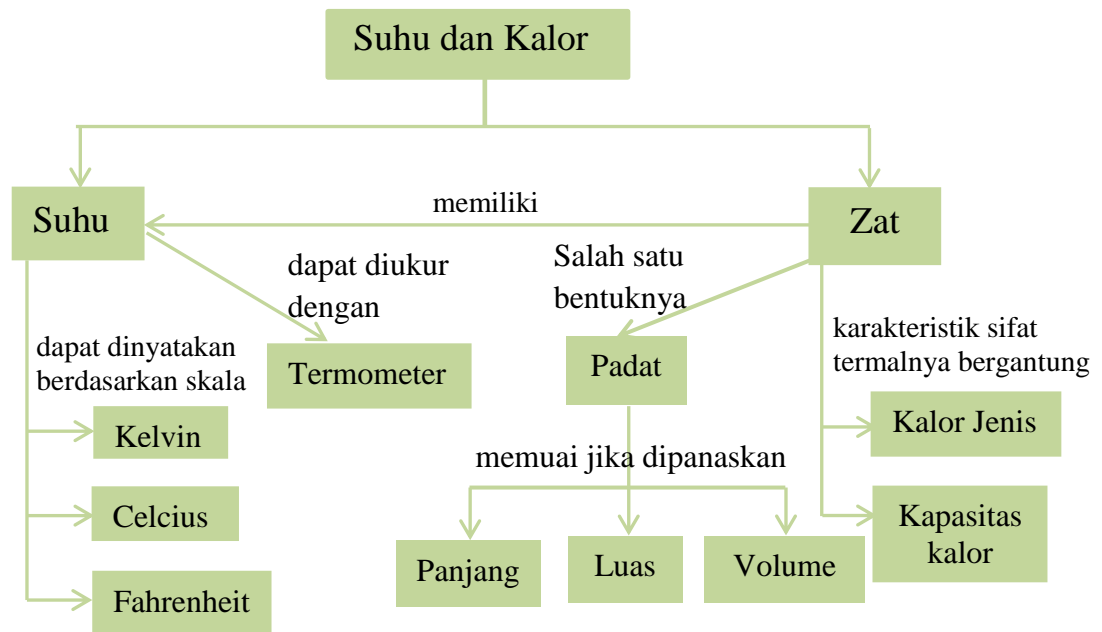 Suhu dan Kalor
Suhu
memiliki
Zat
dapat diukur
dengan
Salah satu
bentuknya
dapat dinyatakan
berdasarkan skala
Termometer
Padat
karakteristik sifat
termalnya bergantung
Kelvin
Kalor Jenis
memuai jika dipanaskan
Celcius
Kapasitas
kalor
Panjang
Luas
Volume
Fahrenheit